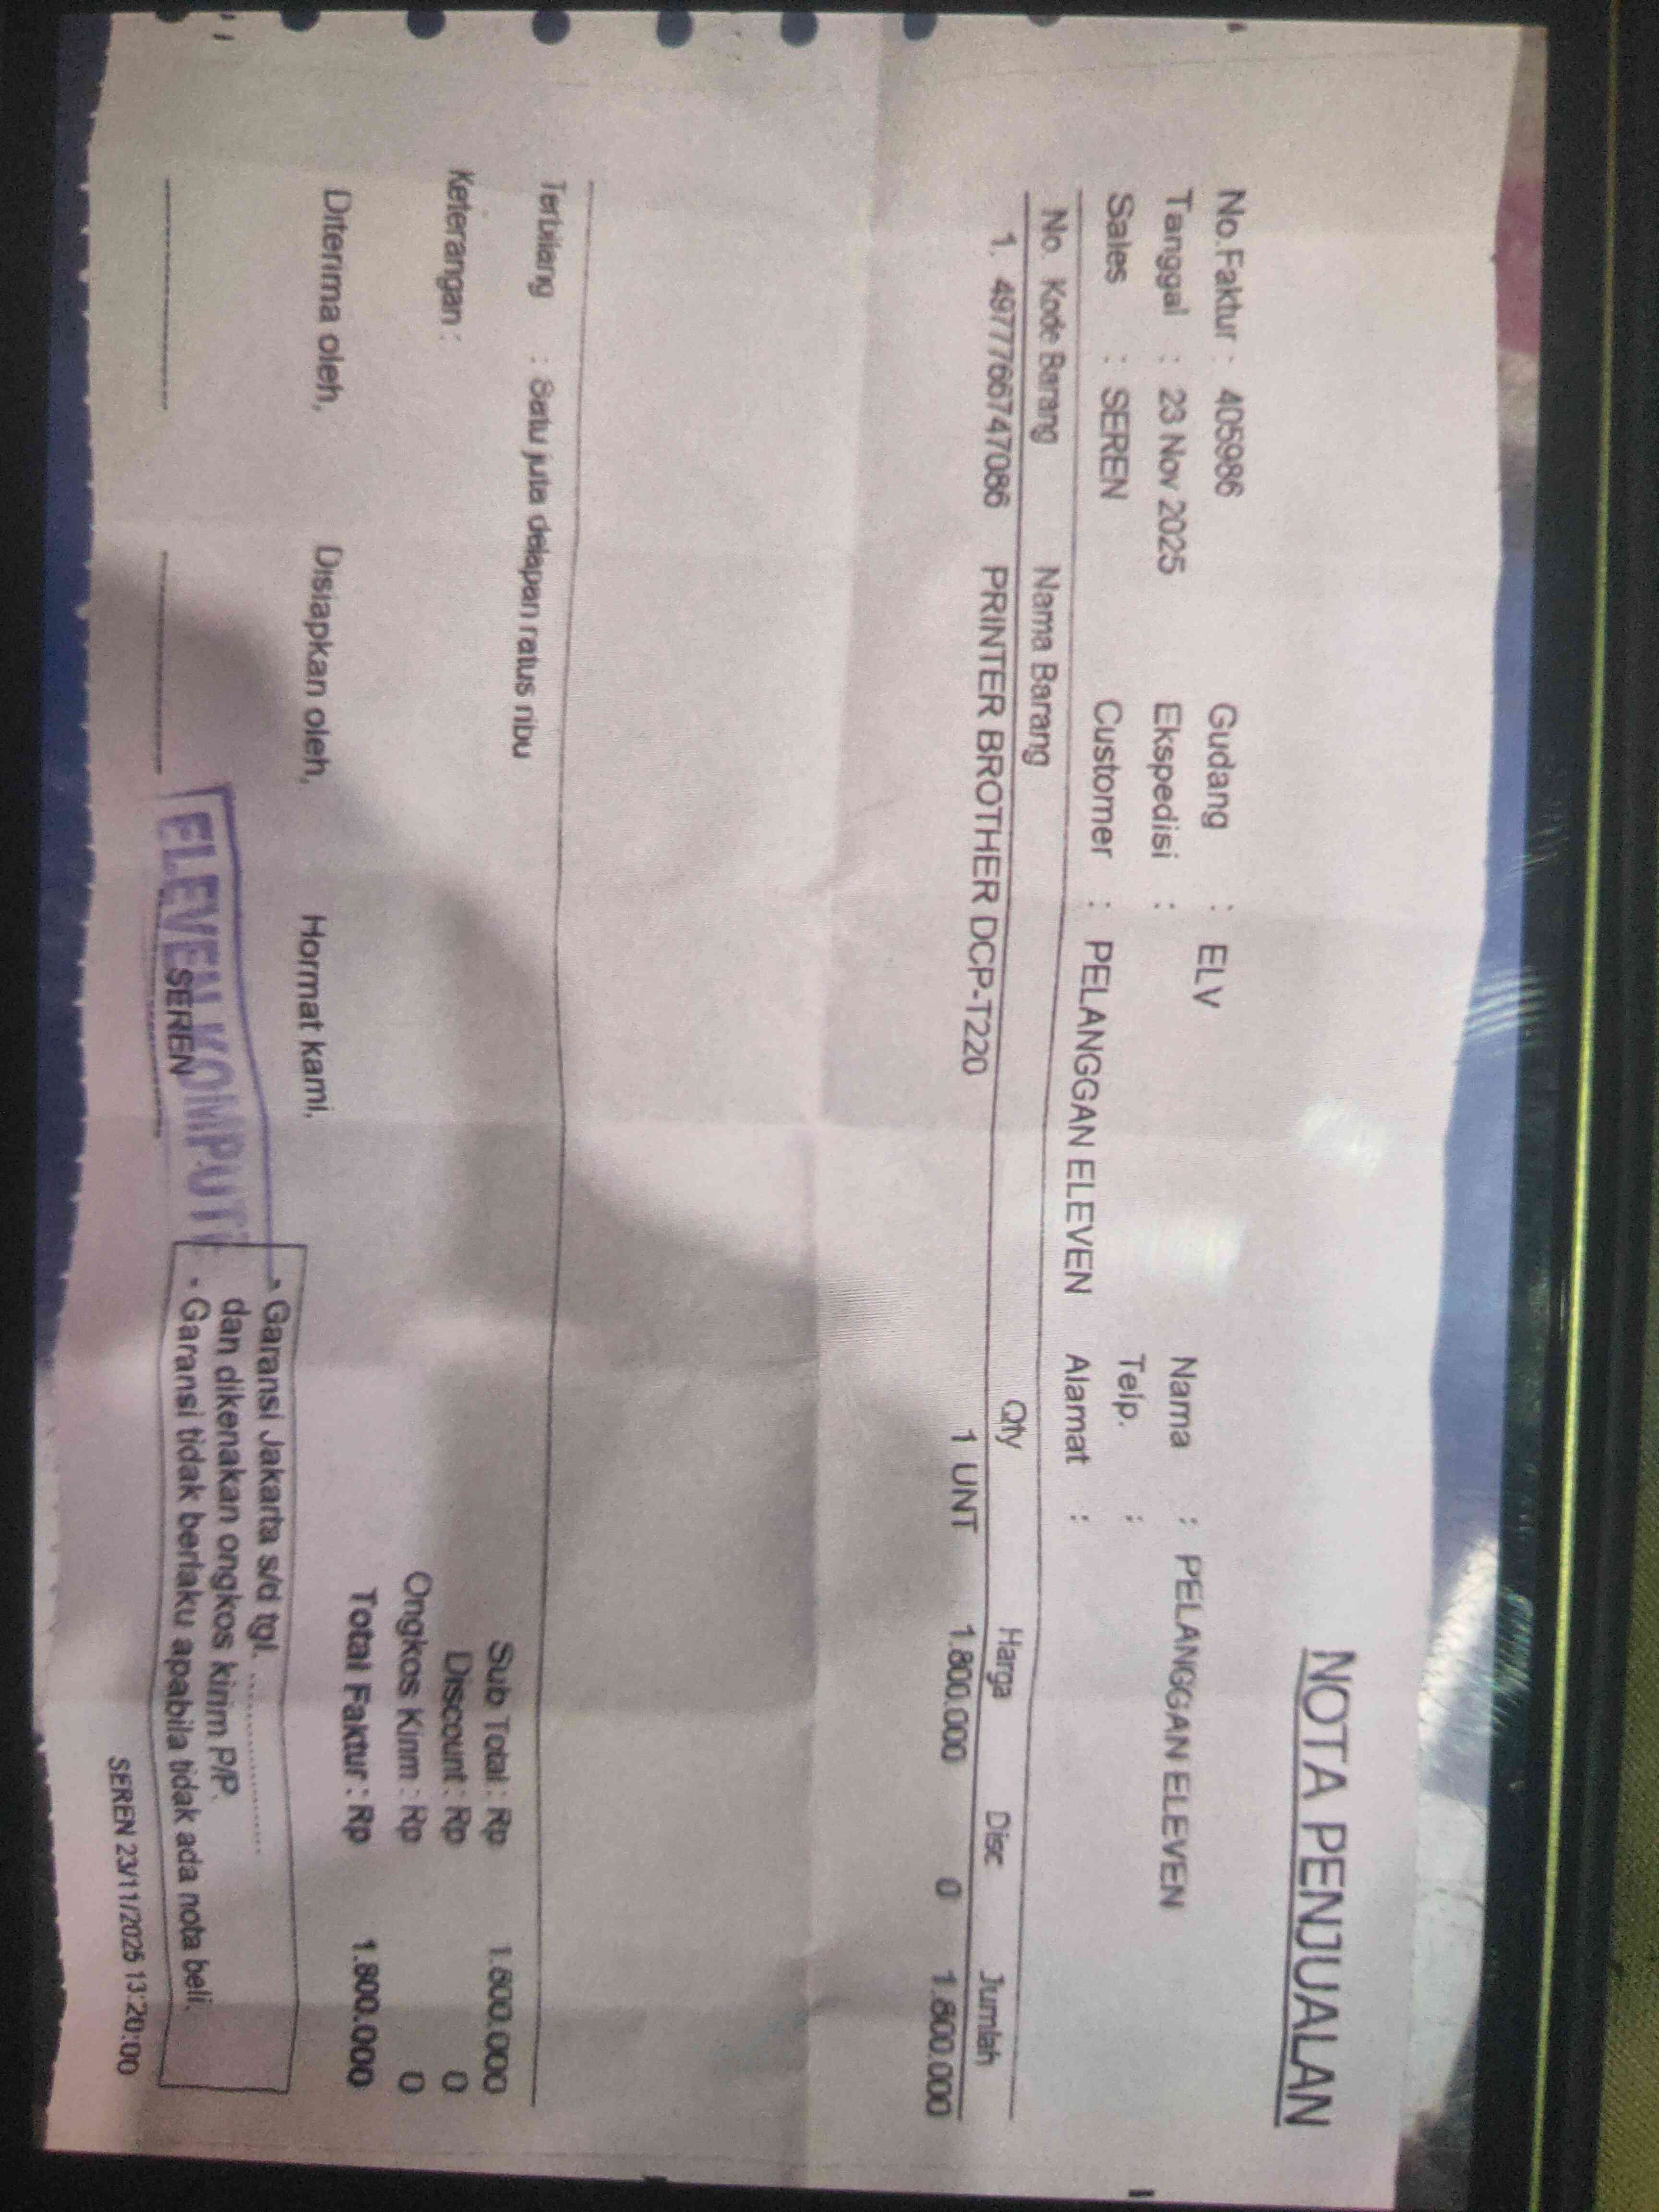 NOTA PENJUALAN
No.Faktur : 405986 Gudang : ELV Nama : PELANGGAN ELEVEN
Tanggal : 23 Nov 2025 Ekspedisi : Telp. :
Sales : SEREN Customer : PELANGGAN ELEVEN Alamat :
No. Kode Barang Nama Barang Qty Harga Disc Jumlah
1. 4977766747086 PRINTER BROTHER DCP-T220 1 UNT 1.800.000 0 1.800.000
Terbilang : Satu juta delapan ratus ribu Sub Total : Rp 1.800.000
Discount : Rp 0
Keterangan : Ongkos Kirim : Rp 0
Total Faktur : Rp 1.800.000
Diterima oleh, Disiapkan oleh, Hormat kami,
- Garansi Jakarta s/d tgl. ....................
dan dikenakan ongkos kirim P/P.
- Garansi tidak berlaku apabila tidak ada nota beli.
ELEVEN KOMPUT
SEREN
SEREN 23/11/2025 13:20:00